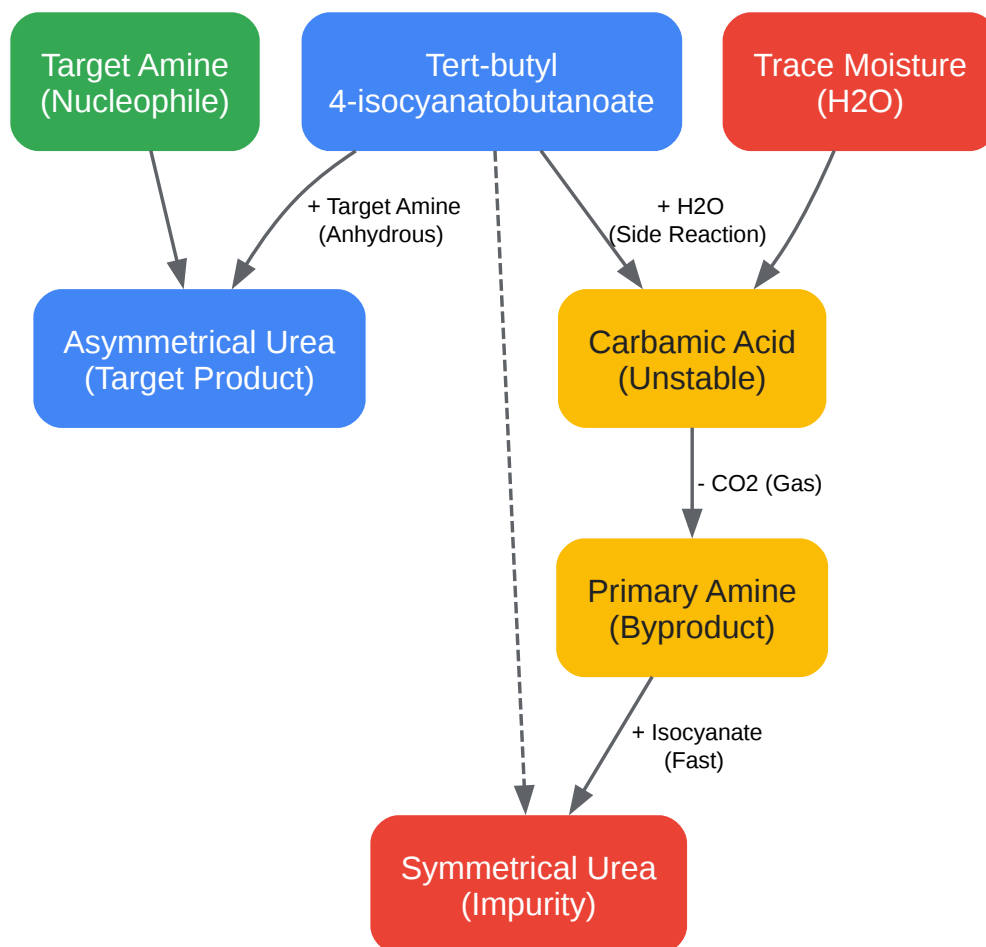 Target Amine
(Nucleophile)
Tert-butyl
4-isocyanatobutanoate
Trace Moisture
(H2O)
+ Target Amine
(Anhydrous)
+ H2O
(Side Reaction)
Asymmetrical Urea
(Target Product)
Carbamic Acid
(Unstable)
- CO2 (Gas)
Primary Amine
(Byproduct)
+ Isocyanate
(Fast)
Symmetrical Urea
(Impurity)